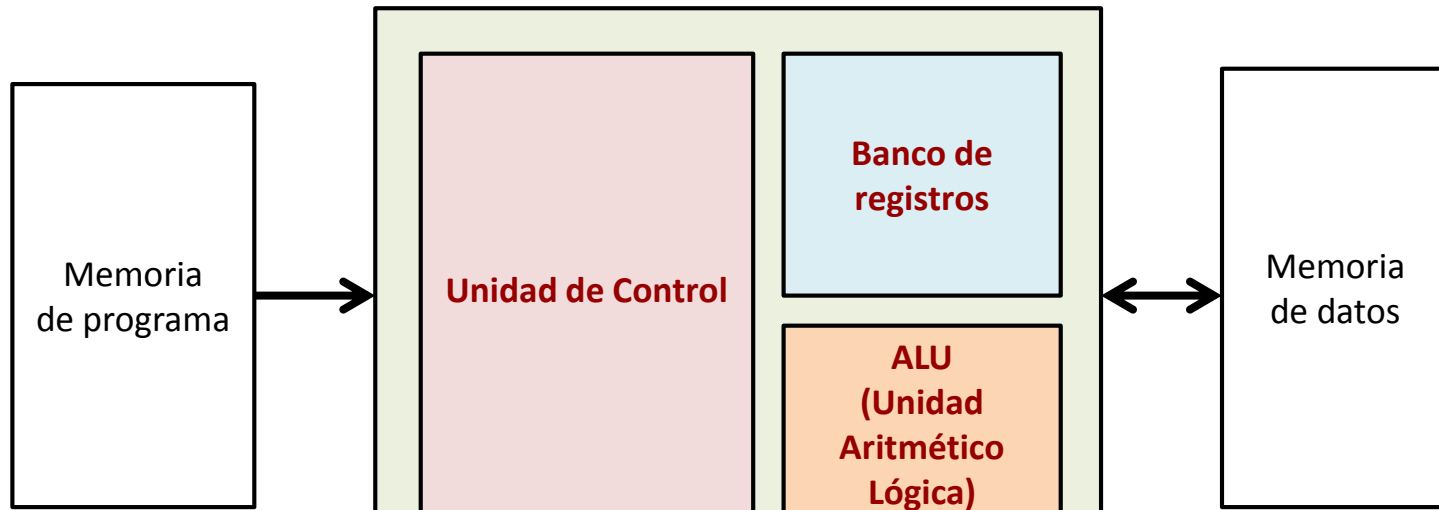 Memoria
de programa
Unidad de Control
Banco de
registros
ALU
(Unidad
Aritmético
Lógica)
Memoria
de datos